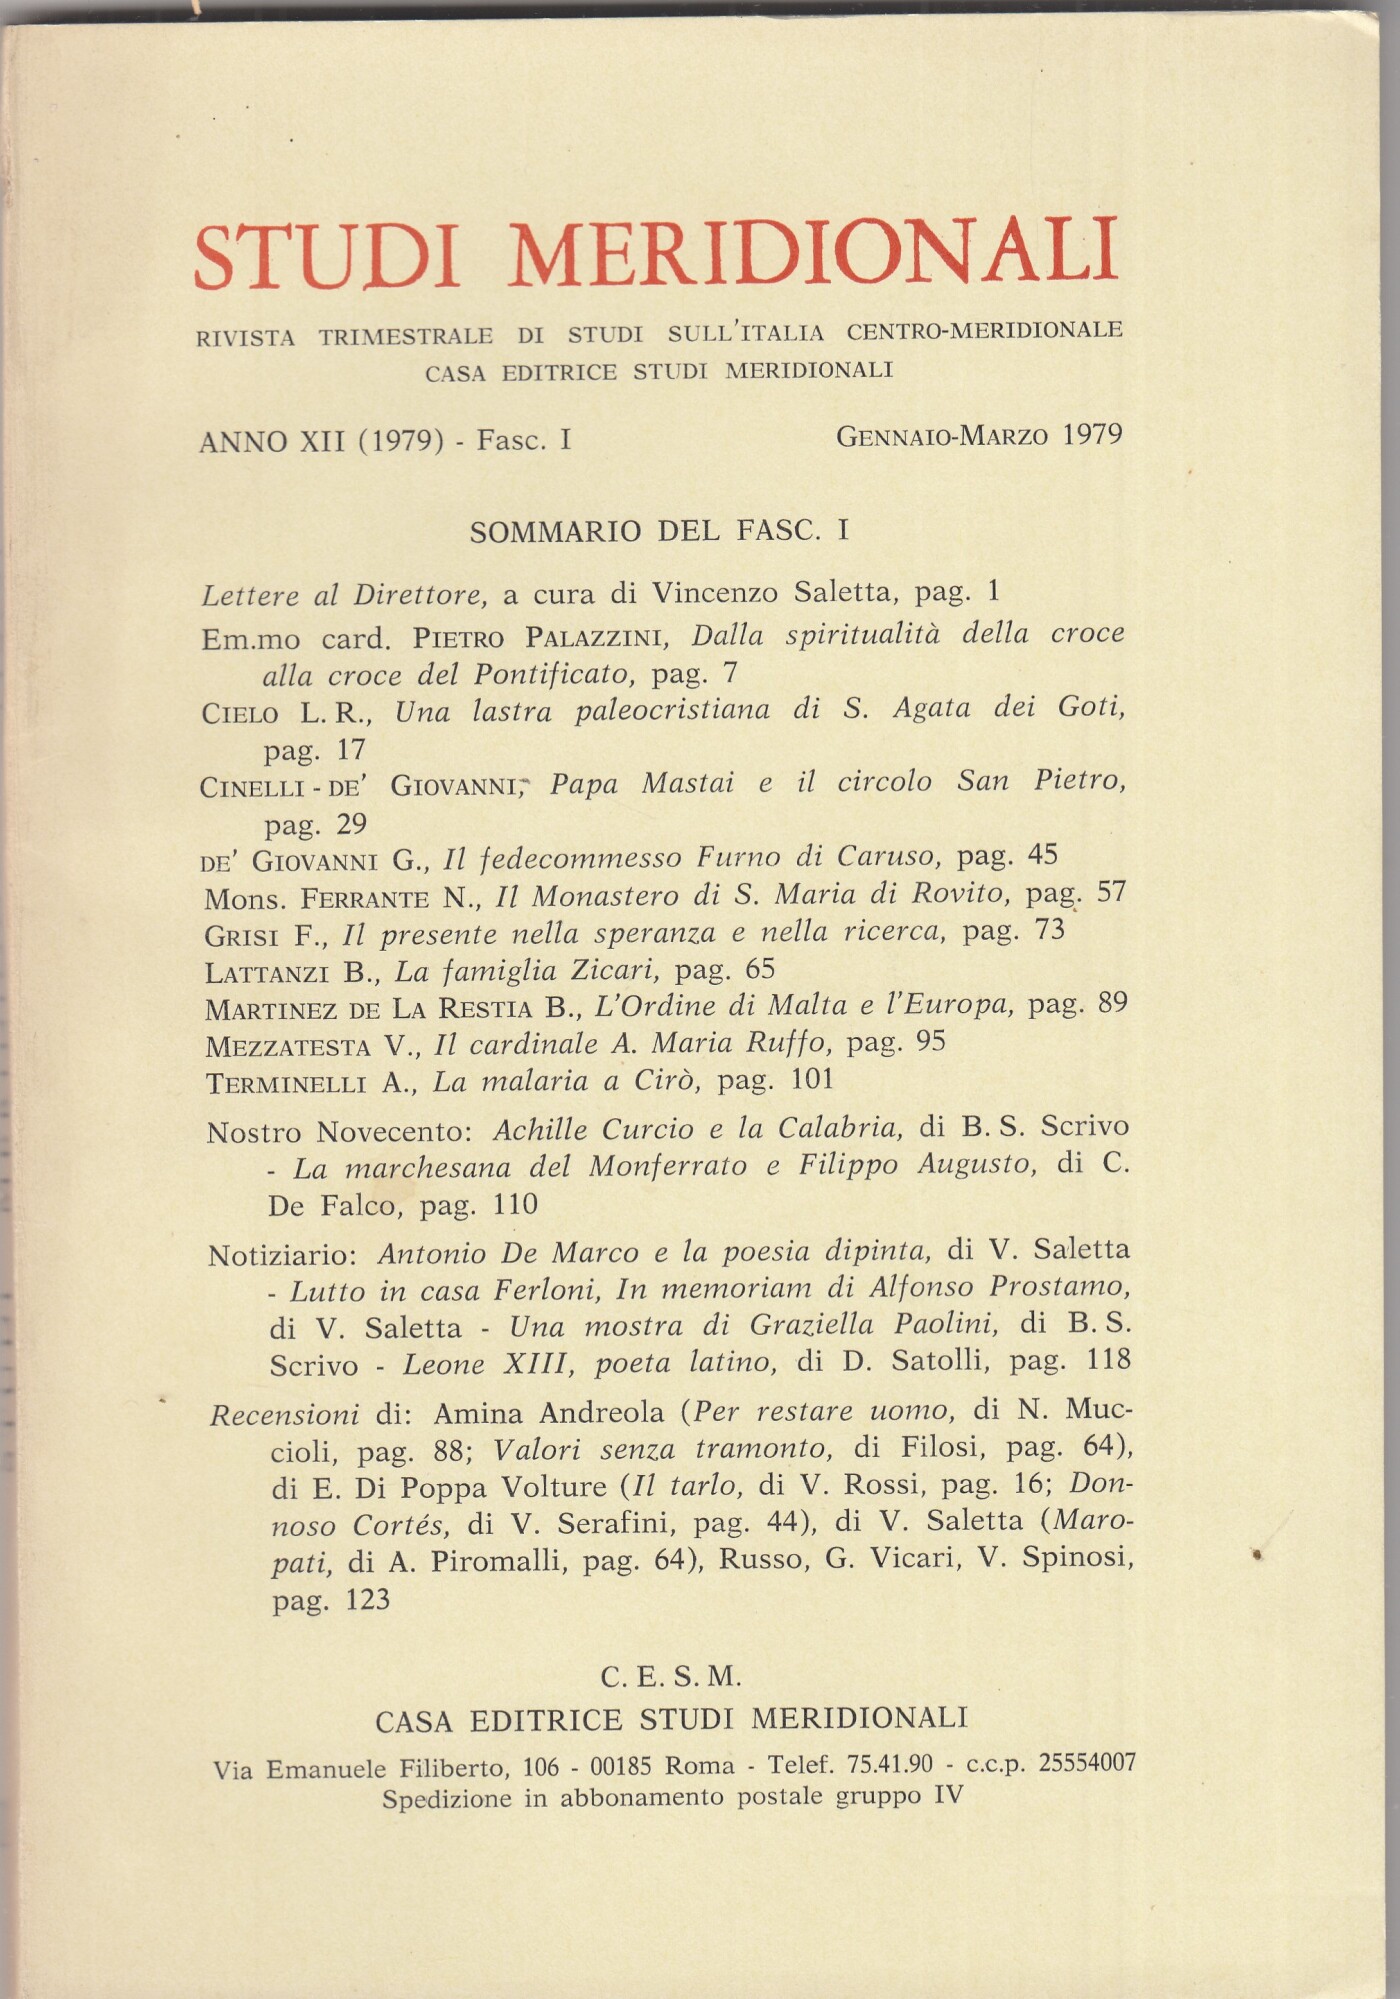 STUDI MERIDIONALI
RIVISTA TRIMESTRALE DI STUDI SULL'ITALIA CENTRO-MERIDIONALE
CASA EDITRICE STUDI MERIDIONALI
ANNO XII (1979) - Fasc. I GENNAIO-MARZO 1979
SOMMARIO DEL FASC. I
Lettere al Direttore, a cura di Vincenzo Saletta, pag. 1
Em.mo card. PIETRO PALAZZINI, Dalla spiritualità della croce
alla croce del Pontificato, pag. 7
CIELO L. R., Una lastra paleocristiana di S. Agata dei Goti,
pag. 17
CINELLI - DE' GIOVANNI, Papa Mastai e il circolo San Pietro,
pag. 29
DE' GIOVANNI G., Il fedecommesso Furno di Caruso, pag. 45
Mons. FERRANTE N., Il Monastero di S. Maria di Rovito, pag. 57
GRISI F., Il presente nella speranza e nella ricerca, pag. 73
LATTANZI B., La famiglia Zicari, pag. 65
MARTINEZ DE LA RESTIA B., L'Ordine di Malta e l'Europa, pag. 89
MEZZATESTA V., Il cardinale A. Maria Ruffo, pag. 95
TERMINELLI A., La malaria a Cirò, pag. 101
Nostro Novecento: Achille Curcio e la Calabria, di B. S. Scrivo
- La marchesana del Monferrato e Filippo Augusto, di C.
De Falco, pag. 110
Notiziario: Antonio De Marco e la poesia dipinta, di V. Saletta
- Lutto in casa Ferloni, In memoriam di Alfonso Prostamo,
di V. Saletta - Una mostra di Graziella Paolini, di B. S.
Scrivo - Leone XIII, poeta latino, di D. Satolli, pag. 118
Recensioni di: Amina Andreola (Per restare uomo, di N. Muc-
cioli, pag. 88; Valori senza tramonto, di Filosi, pag. 64),
di E. Di Poppa Volture (Il tarlo, di V. Rossi, pag. 16; Don-
noso Cortés, di V. Serafini, pag. 44), di V. Saletta (Maro-
pati, di A. Piromalli, pag. 64), Russo, G. Vicari, V. Spinosi,
pag. 123
C. E. S. M.
CASA EDITRICE STUDI MERIDIONALI
Via Emanuele Filiberto, 106 - 00185 Roma - Telef. 75.41.90 - c.c.p. 25554007
Spedizione in abbonamento postale gruppo IV